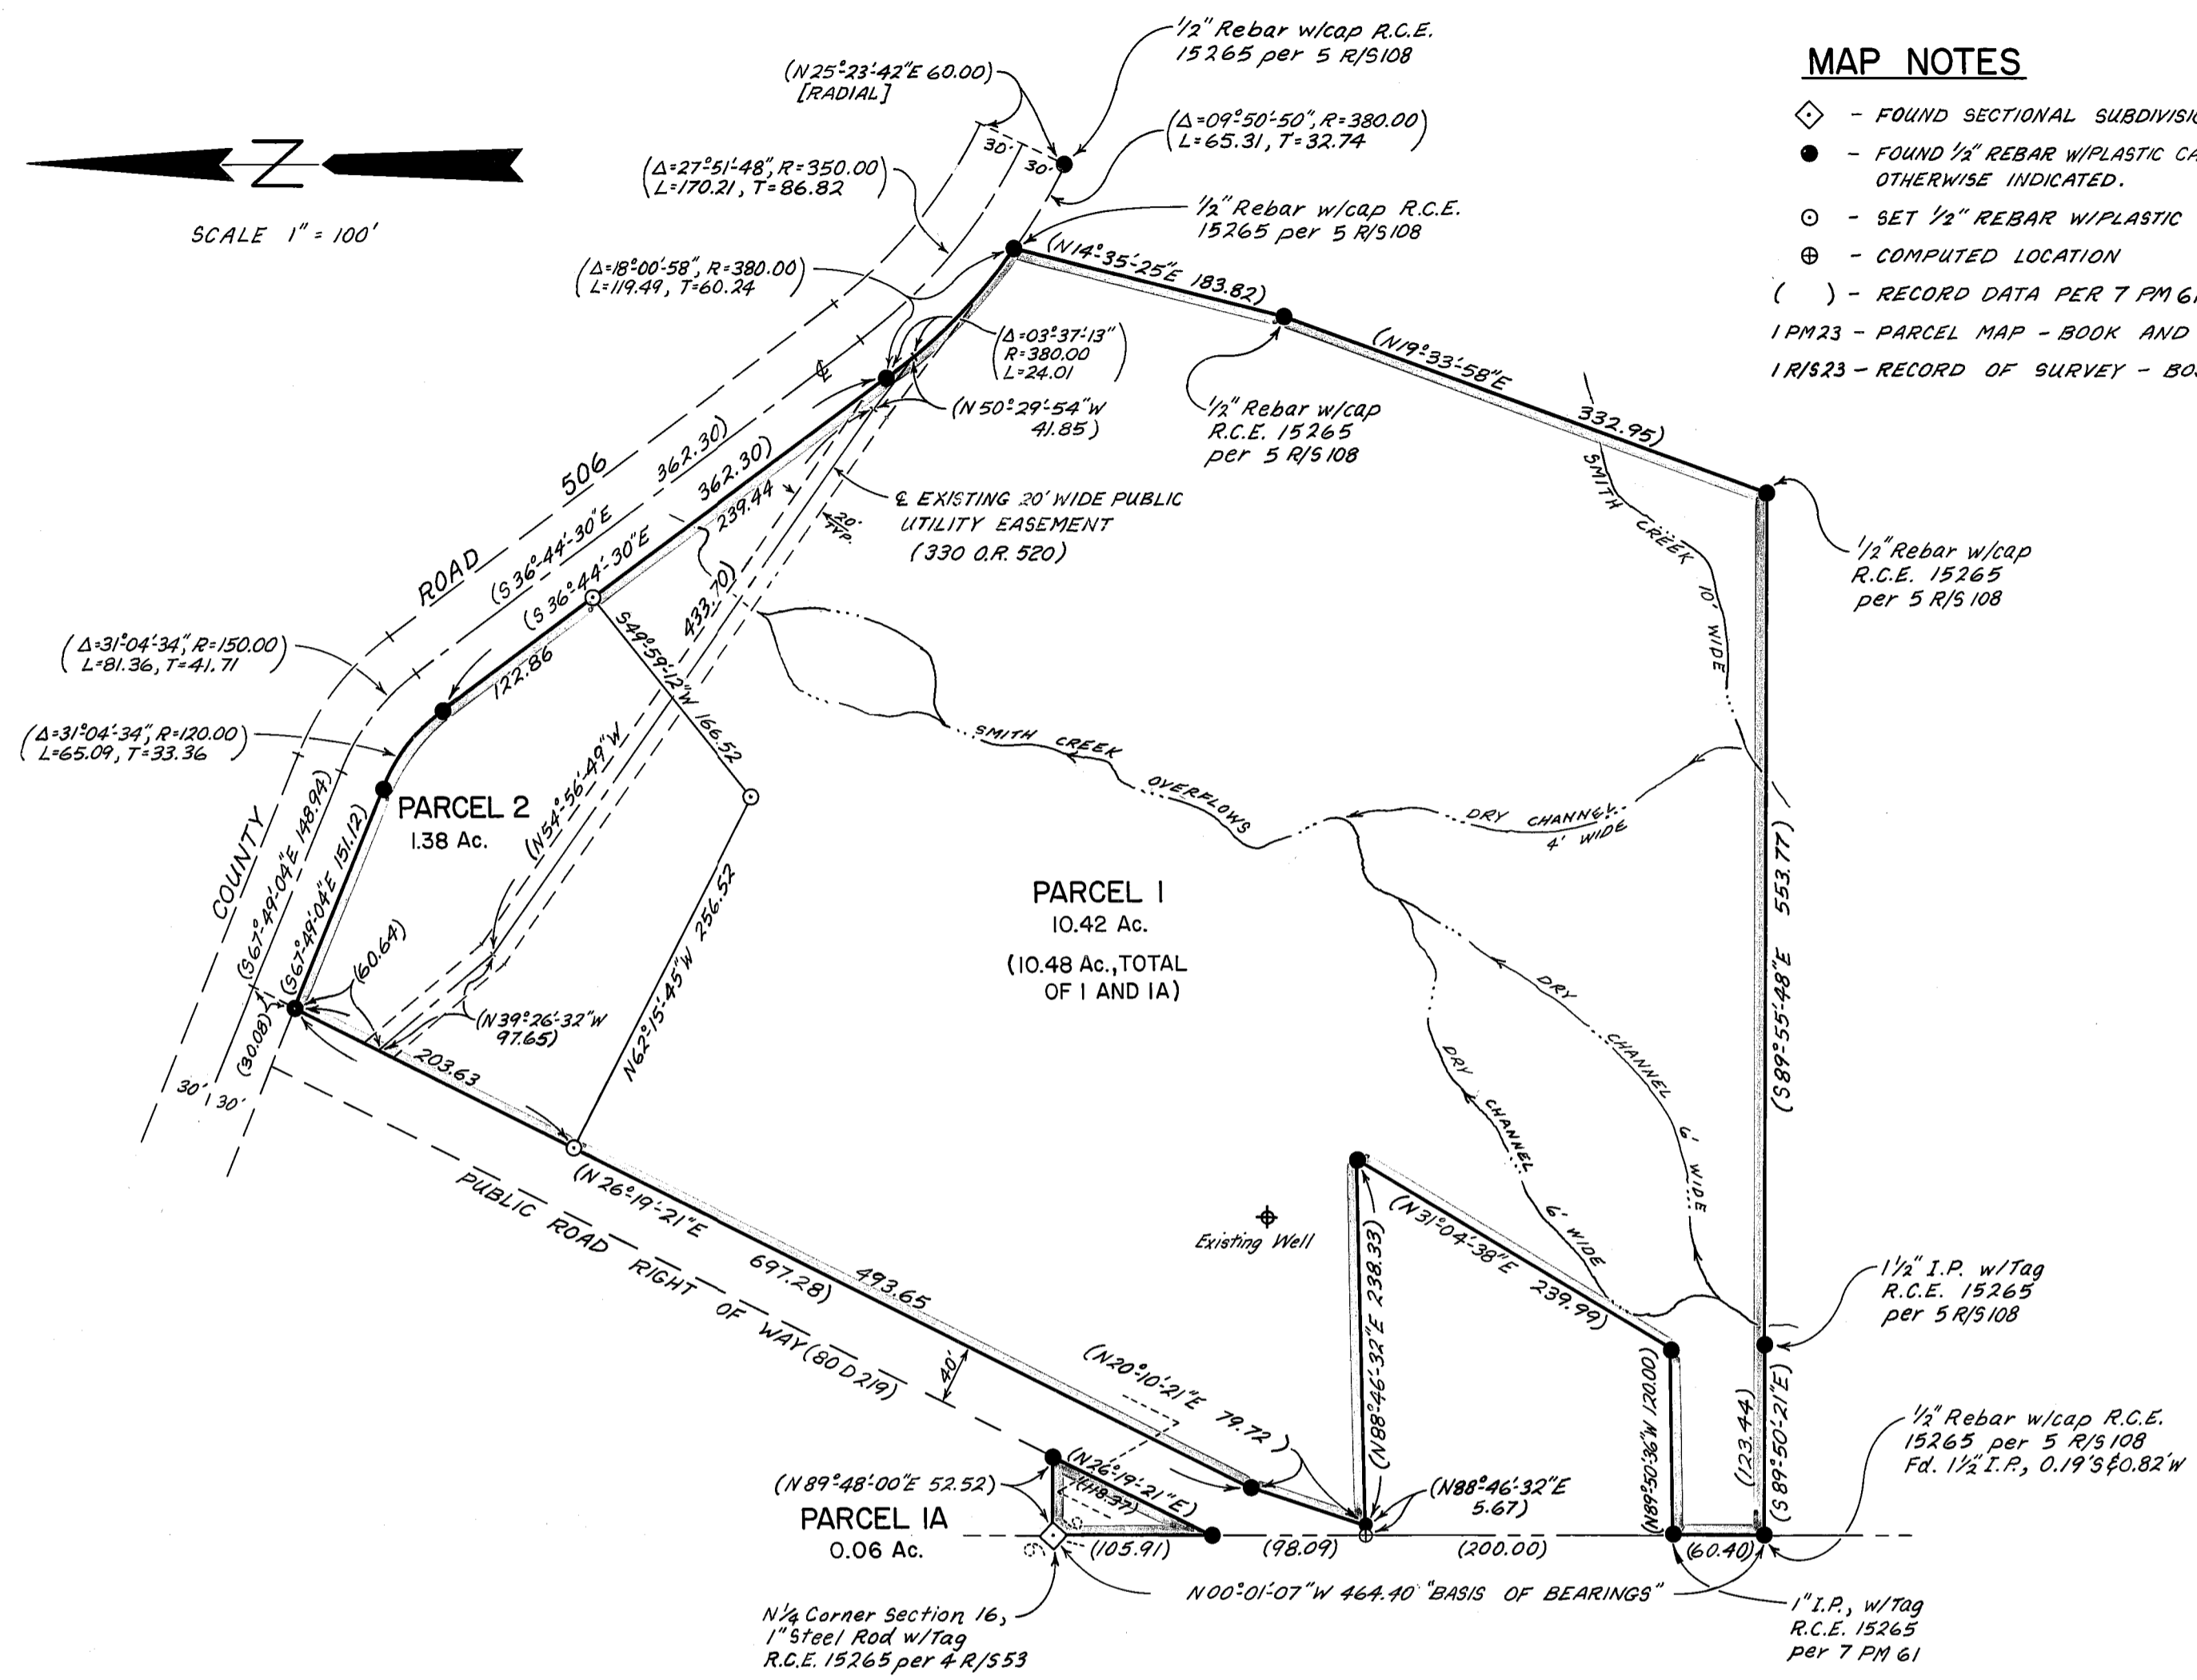 1/2" Rebar w/cap R.C.E.
15265 per 5 R/S108
(N25°-23'-42"E 60.00)
[RADIAL]
(Δ=09°-50'-50", R=380.00)
L=65.31, T=32.74
30'
30'
Z
SCALE 1" = 100'
(Δ=27°-51'-48", R=350.00)
L=170.21, T=86.82
1/2" Rebar w/cap R.C.E.
15265 per 5 R/S108
(Δ=18°-00'-58", R=380.00)
L=119.49, T=60.24
(N14°-35'-25"E 183.82)
(Δ=03°-37'-13"
R=380.00
L=24.01)
(N50°-29'-54"W
41.85)
1/2" Rebar w/cap
R.C.E. 15265
per 5 R/S108
(N19°-33'-58"E 332.95)
MAP NOTES
- FOUND SECTIONAL SUBDIVISIO
- FOUND 1/2" REBAR W/PLASTIC CA
OTHERWISE INDICATED.
- SET 1/2" REBAR W/PLASTIC
- COMPUTED LOCATION
( ) - RECORD DATA PER 7 PM 61
1 PM23 - PARCEL MAP - BOOK AND
1 R/S23 - RECORD OF SURVEY - BO
1/2" Rebar w/cap
R.C.E. 15265
per 5 R/S108
COUNTY ROAD 506
℄
(S36°-44'-30"E 362.30)
(S36°-44'-30"E 362.30)
239.44
122.86
℄ EXISTING 20' WIDE PUBLIC
UTILITY EASEMENT
(330 O.R. 520)
20'
TYP.
SMITH CREEK 10' WIDE
(Δ=31°-04'-34", R=150.00)
L=81.36, T=41.71
(Δ=31°-04'-34", R=120.00)
L=65.09, T=33.36
S49°-59'-12"W 166.52
(N54°-56'-49"W 433.70)
SMITH CREEK OVERFLOWS
DRY CHANNEL
4' WIDE
PARCEL 2
1.38 Ac.
(S67°-49'-04"E 148.94)
(S67°-49'-04"E 151.12)
(60.64)
(30.08)
30' 30'
(N39°-26'-32"W
97.65)
N62°-15'-45"W 256.52
203.63
PARCEL 1
10.42 Ac.
(10.48 Ac., TOTAL
OF 1 AND 1A)
(S89°-55'-48"E 553.77)
DRY CHANNEL 6' WIDE
DRY CHANNEL 6' WIDE
PUBLIC ROAD RIGHT OF WAY (80 D 219)
(N26°-19'-21"E 697.28)
493.65
40'
Existing Well
(N88°-46'-32"E 238.33)
(N31°-04'-38"E 239.99)
(N20°-10'-21"E 79.72)
1 1/2" I.P. w/Tag
R.C.E. 15265
per 5 R/S108
(N89°-50'-36"W 120.00)
(123.44)
(S89°-50'-21"E)
1/2" Rebar w/cap R.C.E.
15265 per 5 R/S108
Fd. 1 1/2" I.P., 0.19'S & 0.82'W
(N89°-48'-00"E 52.52)
(N26°-19'-21"E)
(118.37)
(N88°-46'-32"E
5.67)
PARCEL 1A
0.06 Ac.
(105.91)
(98.09)
(200.00)
(60.40)
N00°-01'-07"W 464.40 "BASIS OF BEARINGS"
N 1/4 Corner Section 16,
1" Steel Rod w/Tag
R.C.E. 15265 per 4 R/S53
1" I.P., w/Tag
R.C.E. 15265
per 7 PM 61